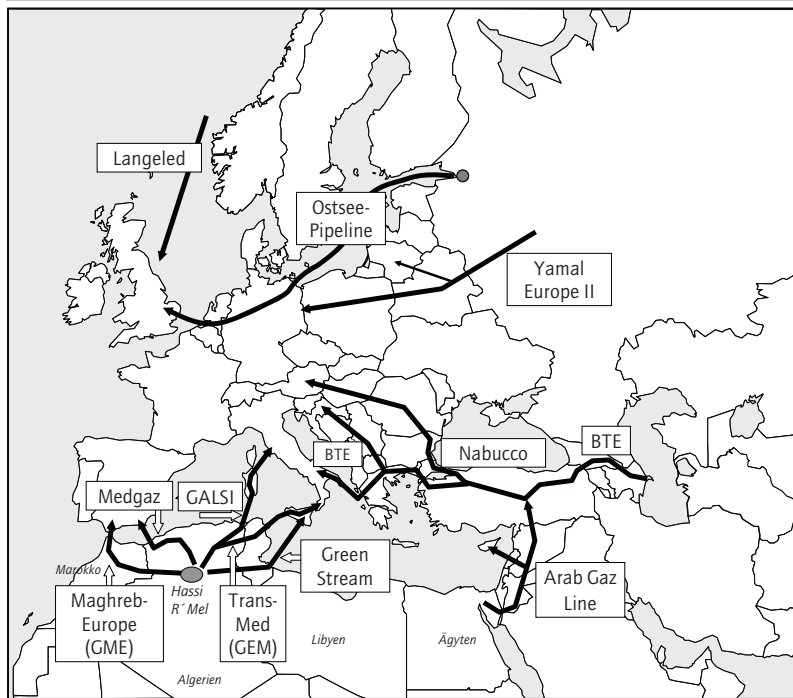 Langeled
Ostsee-
Pipeline
Yamal
Europe II
BTE
Nabucco
BTE
Medgaz
GALSI
Green
Stream
Marokko
Maghreb-
Europe
(GME)
Hassi
R´Mel
Trans-
Med
(GEM)
Arab Gaz
Line
Libyen
Ägyten
Algerien